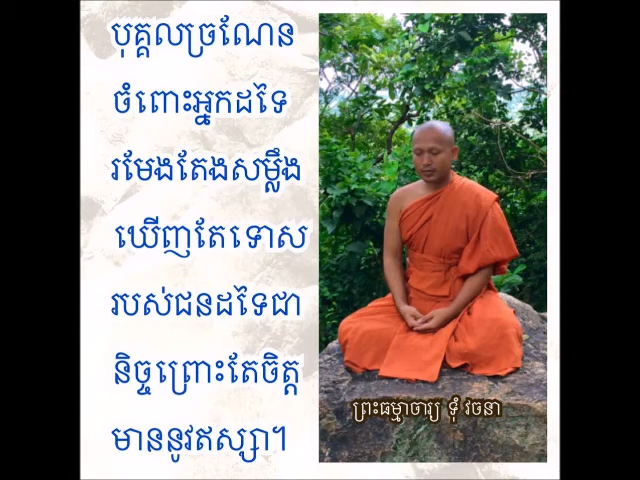 បុគ្គលច្រណែន
ចំពោះអ្នកដទៃ
រមែងតែងសម្លឹង
ឃើញតែទោស
របស់ជនដទៃជា
និច្ចព្រោះតែចិត្ត
មាននូវឥស្សា។
ព្រះធម្មាចារ្យ ទុំ វចនា